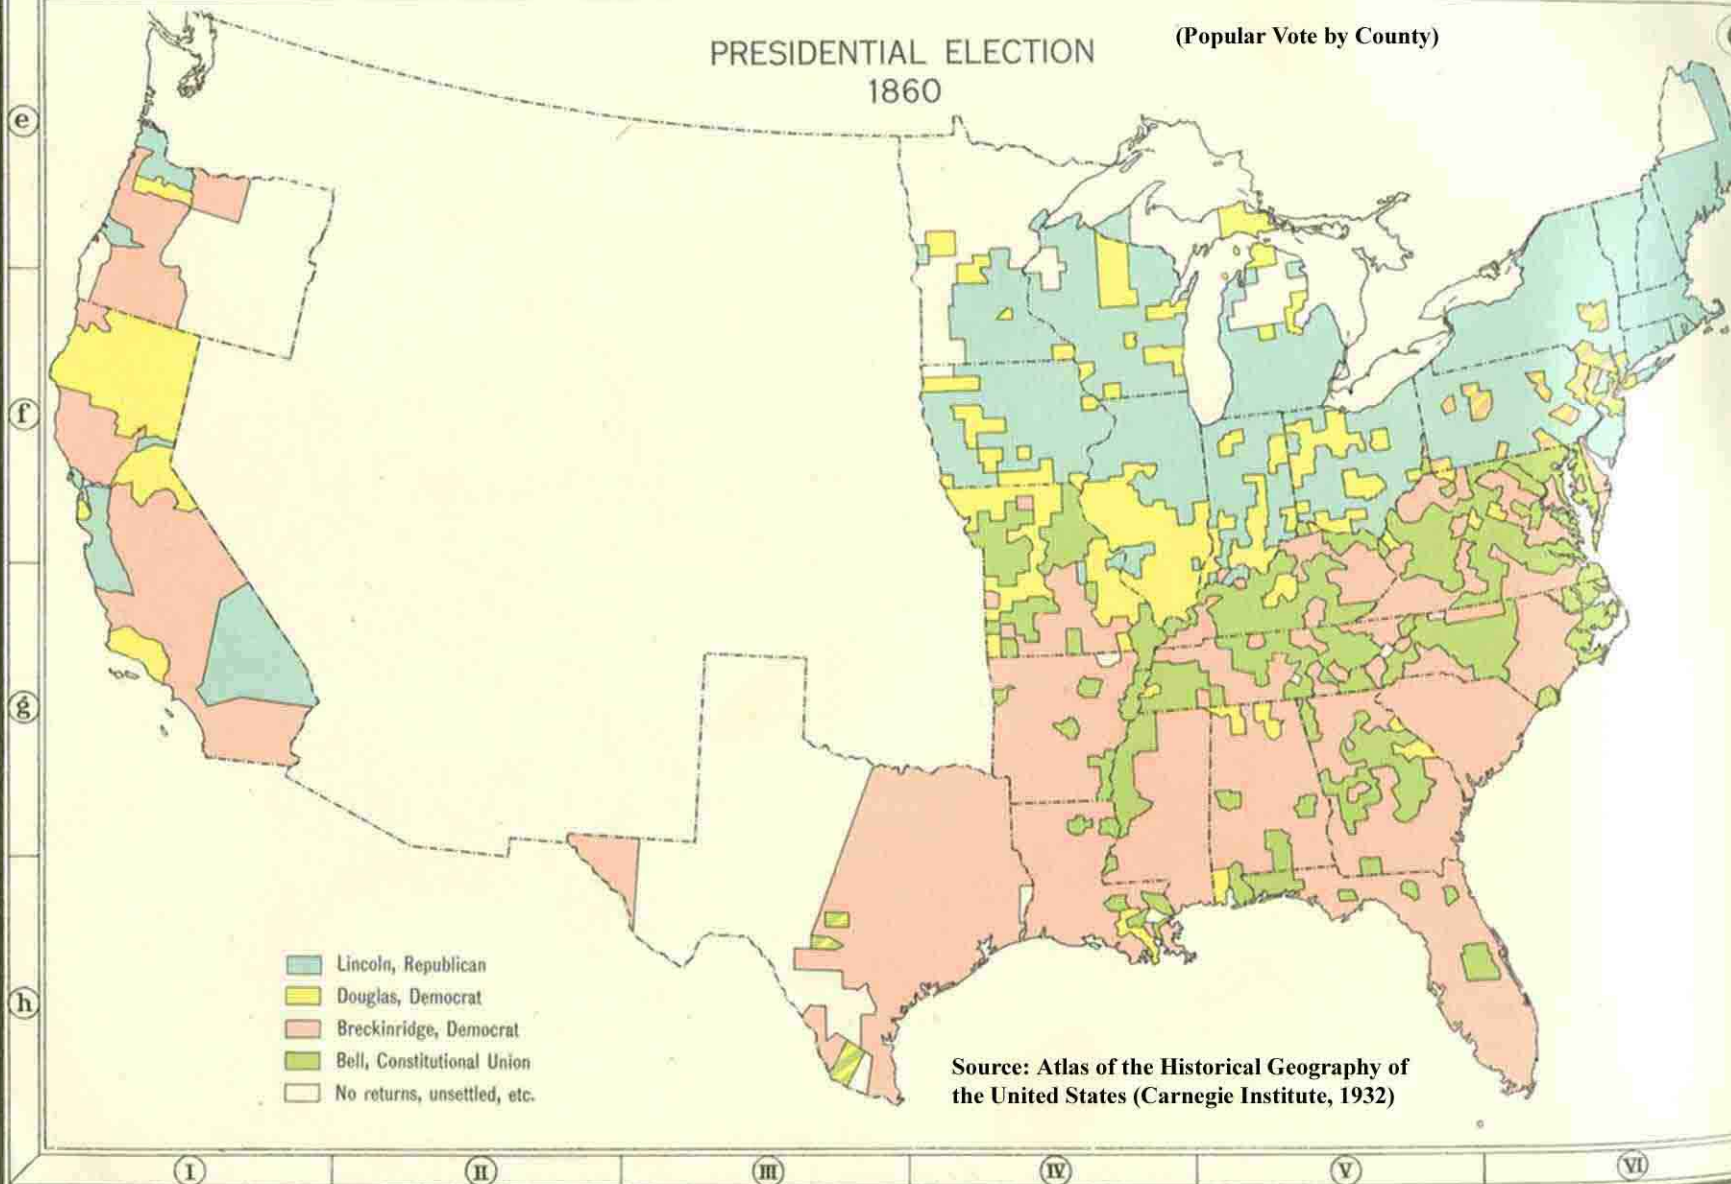 PRESIDENTIAL ELECTION
1860
(Popular Vote by County)
e
f
g
h
Lincoln, Republican
Douglas, Democrat
Breckinridge, Democrat
Bell, Constitutional Union
No returns, unsettled, etc.
Source: Atlas of the Historical Geography of
the United States (Carnegie Institute, 1932)
I
II
III
IV
V
VI